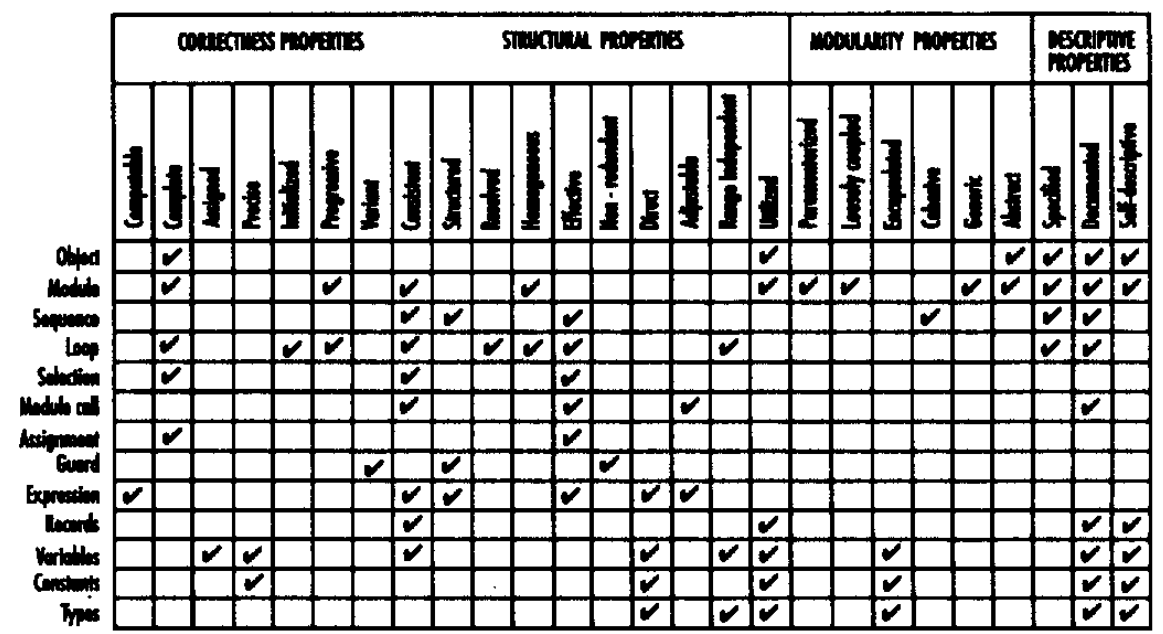 CORRECTNESS PROPERTIES
STRUCTURAL PROPERTIES
MODULARITY PROPERTIES
DESCRIPTIVE
PROPERTIES
Computable
Complete
Assigned
Precise
Initialized
Progressive
Variant
Consistent
Structured
Resolved
Homogeneous
Effective
Non - redundant
Direct
Adjustable
Range Independent
Utilized
Parameterized
Loosely coupled
Encapsulated
Cohesive
Generic
Abstract
Specified
Documented
Self-descriptive
Object
Module
Sequence
Loop
Selection
Module call
Assignment
Guard
Expression
Records
Variables
Constants
Types